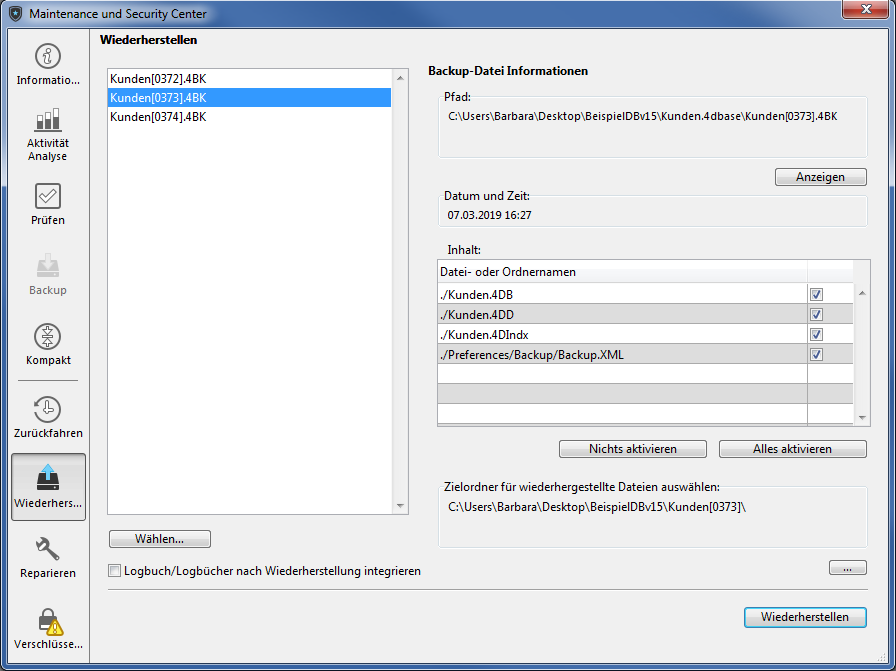 Maintenance und Security Center
Informatio...
Aktivität
Analyse
Prüfen
Backup
Kompakt
Zurückfahren
Wiederhers...
Reparieren
Verschlüsse...
Wiederherstellen
Kunden[0372].4BK
Kunden[0373].4BK
Kunden[0374].4BK
Wählen...
Logbuch/Logbücher nach Wiederherstellung integrieren
Backup-Datei Informationen
Pfad:
C:\Users\Barbara\Desktop\BeispielDBv15\Kunden.4dbase\Kunden[0373].4BK
Anzeigen
Datum und Zeit:
07.03.2019 16:27
Inhalt:
Datei- oder Ordnernamen
./Kunden.4DB
./Kunden.4DD
./Kunden.4DIndx
./Preferences/Backup/Backup.XML
Nichts aktivieren
Alles aktivieren
Zielordner für wiederhergestellte Dateien auswählen:
C:\Users\Barbara\Desktop\BeispielDBv15\Kunden[0373]\
...
Wiederherstellen